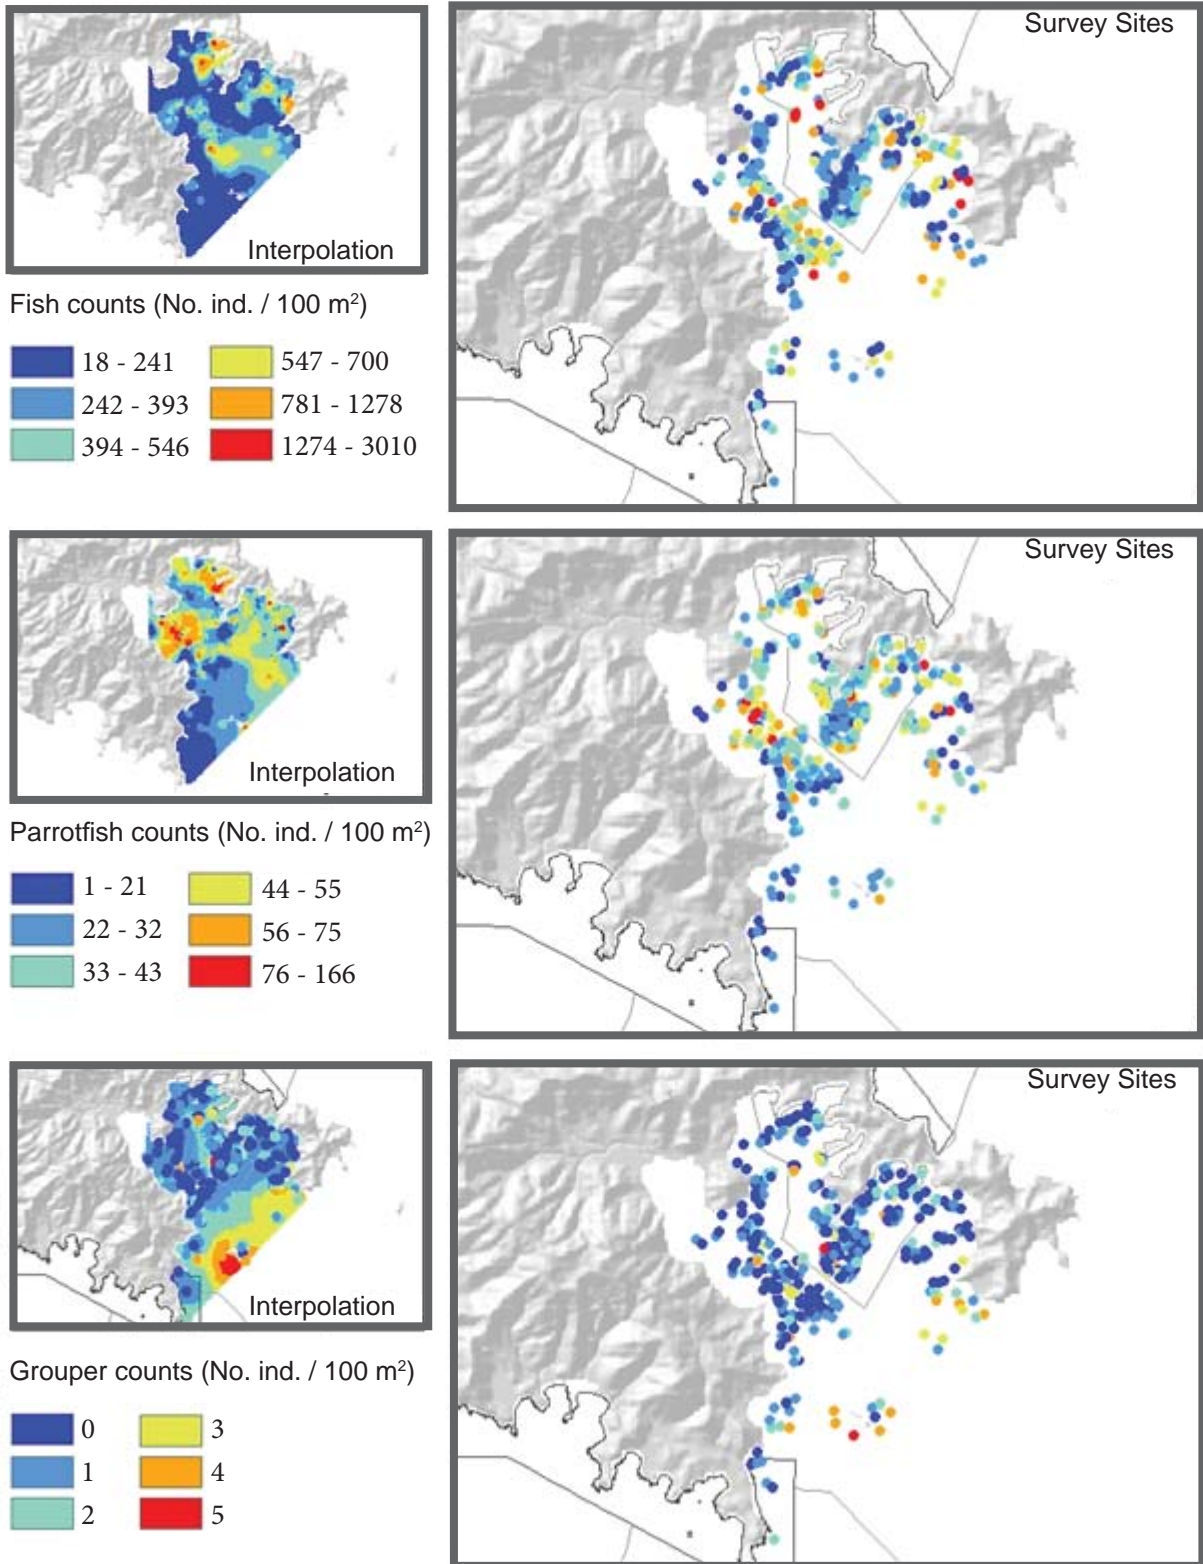 Survey Sites
Interpolation
Fish counts (No. ind. / 100 m²)
18 - 241
547 - 700
242 - 393
781 - 1278
394 - 546
1274 - 3010
Survey Sites
Interpolation
Parrotfish counts (No. ind. / 100 m²)
1 - 21
44 - 55
22 - 32
56 - 75
33 - 43
76 - 166
Survey Sites
Interpolation
Grouper counts (No. ind. / 100 m²)
0
3
1
4
2
5